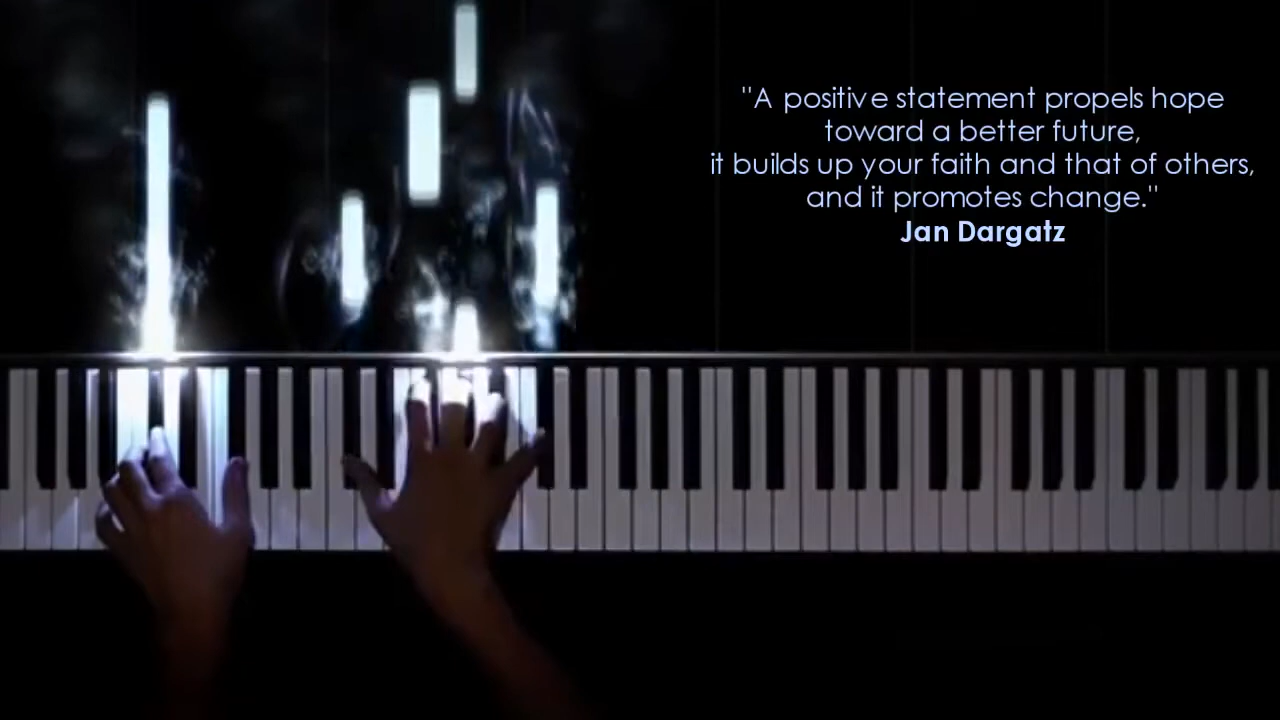 "A positive statement propels hope
toward a better future,
it builds up your faith and that of others,
and it promotes change."
Jan Dargatz